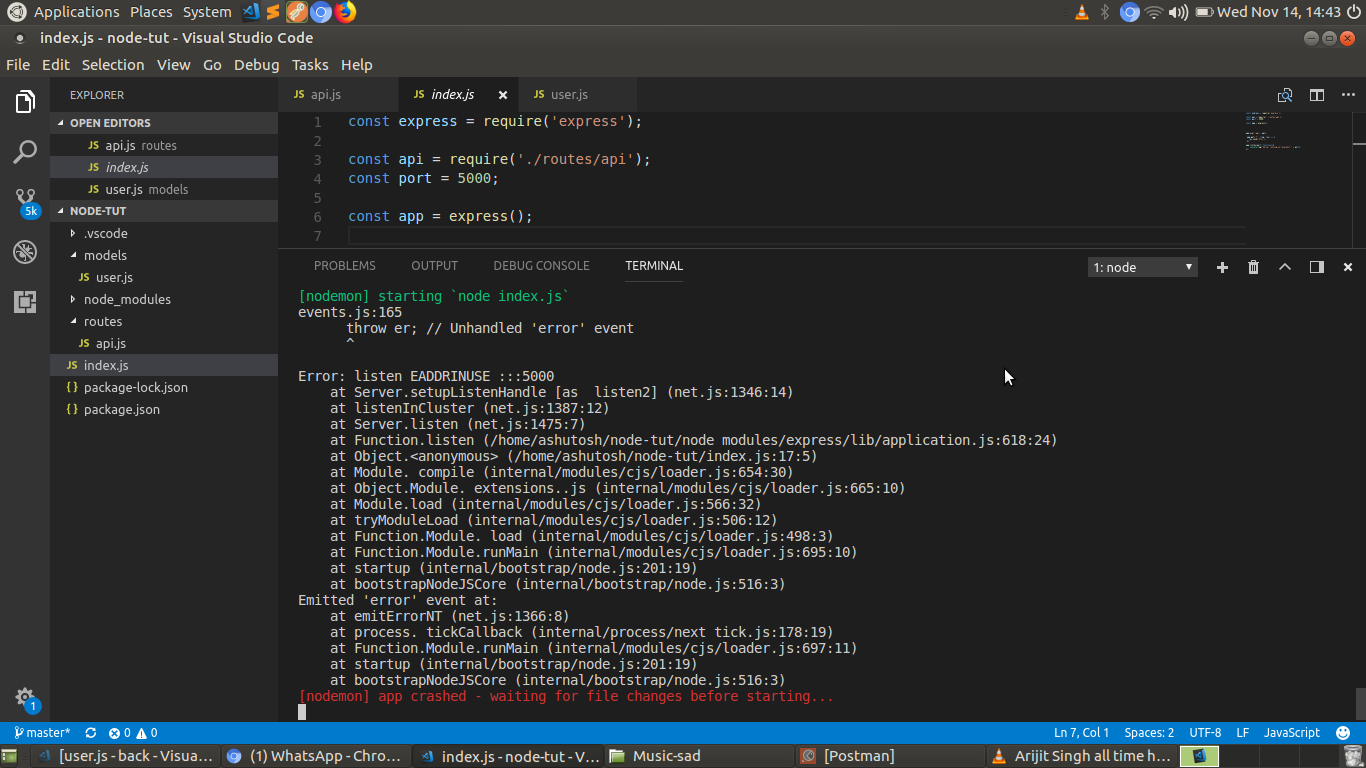 Applications Places System Wed Nov 14, 14:43
index.js - node-tut - Visual Studio Code
File Edit Selection View Go Debug Tasks Help
EXPLORER
OPEN EDITORS
JS api.js routes
JS index.js
JS user.js models
5k
NODE-TUT
.vscode
models
JS user.js
node_modules
routes
JS api.js
JS index.js
{ } package-lock.json
{ } package.json
1
JS api.js JS index.js × JS user.js
1 const express = require('express');
2
3 const api = require('./routes/api');
4 const port = 5000;
5
6 const app = express();
7
PROBLEMS OUTPUT DEBUG CONSOLE TERMINAL 1: node
[nodemon] starting `node index.js`
events.js:165
throw er; // Unhandled 'error' event
^
Error: listen EADDRINUSE :::5000
at Server.setupListenHandle [as  listen2] (net.js:1346:14)
at listenInCluster (net.js:1387:12)
at Server.listen (net.js:1475:7)
at Function.listen (/home/ashutosh/node-tut/node modules/express/lib/application.js:618:24)
at Object.<anonymous> (/home/ashutosh/node-tut/index.js:17:5)
at Module. compile (internal/modules/cjs/loader.js:654:30)
at Object.Module. extensions..js (internal/modules/cjs/loader.js:665:10)
at Module.load (internal/modules/cjs/loader.js:566:32)
at tryModuleLoad (internal/modules/cjs/loader.js:506:12)
at Function.Module. load (internal/modules/cjs/loader.js:498:3)
at Function.Module.runMain (internal/modules/cjs/loader.js:695:10)
at startup (internal/bootstrap/node.js:201:19)
at bootstrapNodeJSCore (internal/bootstrap/node.js:516:3)
Emitted 'error' event at:
at emitErrorNT (net.js:1366:8)
at process. tickCallback (internal/process/next tick.js:178:19)
at Function.Module.runMain (internal/modules/cjs/loader.js:697:11)
at startup (internal/bootstrap/node.js:201:19)
at bootstrapNodeJSCore (internal/bootstrap/node.js:516:3)
[nodemon] app crashed - waiting for file changes before starting...
master* 0 0 Ln 7, Col 1 Spaces: 2 UTF-8 LF JavaScript
[user.js - back - Visua... (1) WhatsApp - Chro... index.js - node-tut - V... Music-sad [Postman] Arijit Singh all time h...